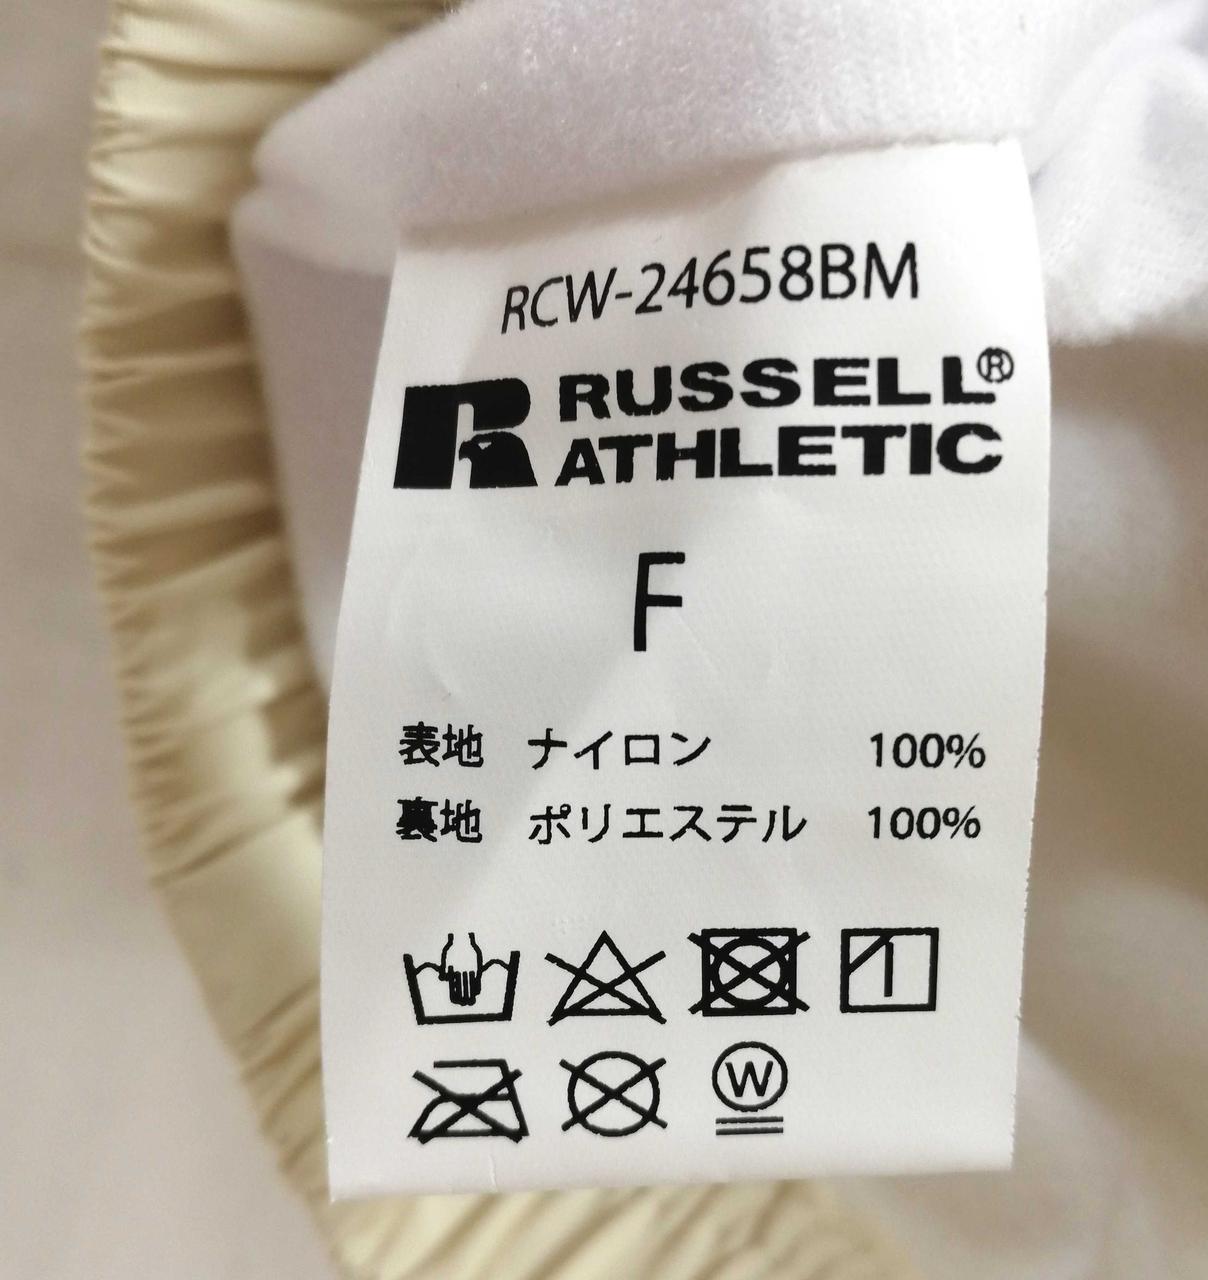 RCW-24658BM
RUSSELL®
ATHLETIC
F
表地 ナイロン 100%
裏地 ポリエステル 100%
W